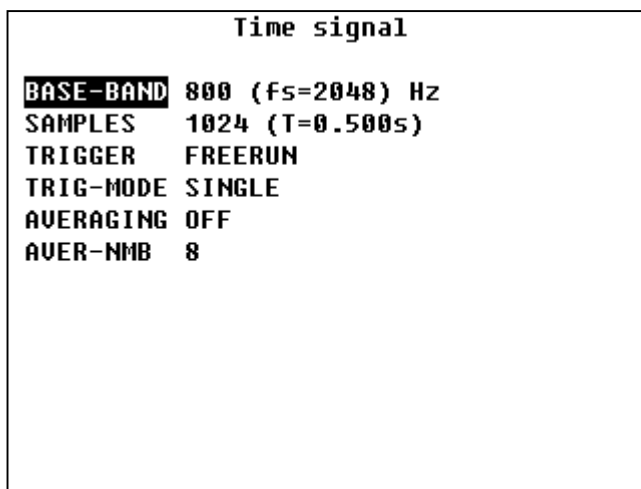 Time signal
BASE-BAND 800 (fs=2048) Hz
SAMPLES 1024 (T=0.500s)
TRIGGER FREERUN
TRIG-MODE SINGLE
AVERAGING OFF
AVER-NMB 8